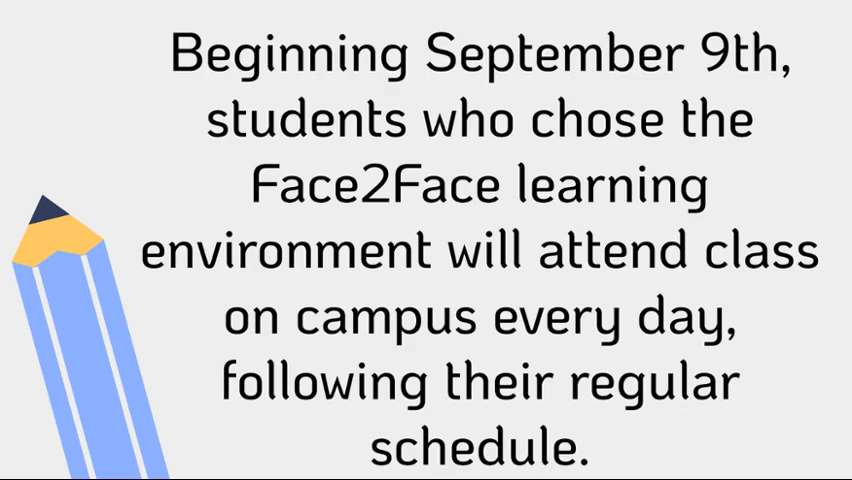 Beginning September 9th,
students who chose the
Face2Face learning
environment will attend class
on campus every day,
following their regular
schedule.